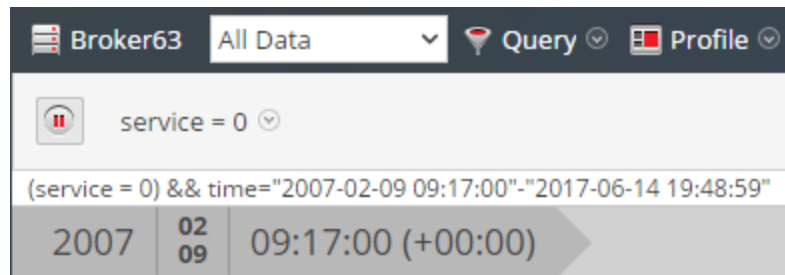 Broker63 All Data Query Profile
service = 0
(service = 0) && time="2007-02-09 09:17:00"-"2017-06-14 19:48:59"
2007 02 09 09:17:00 (+00:00)